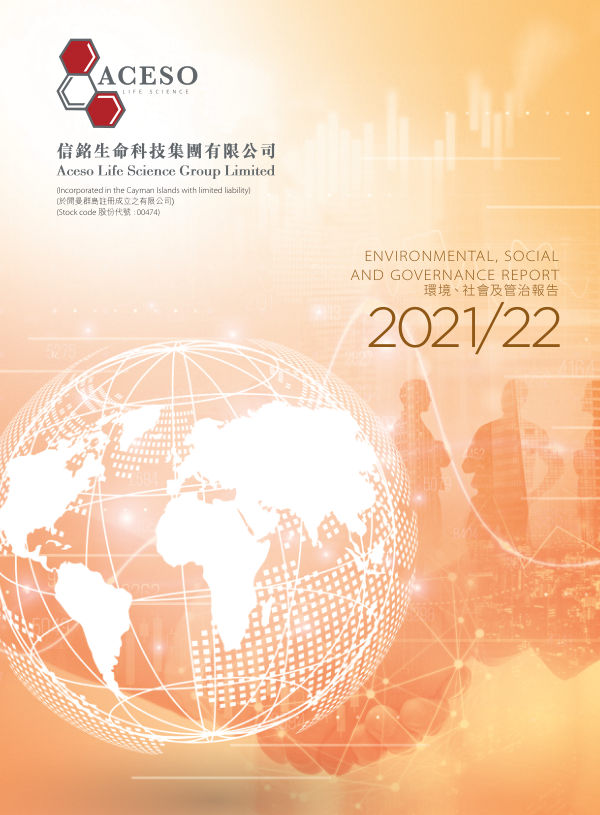 ACESO
LIFE SCIENCE
信銘生命科技集團有限公司
Aceso Life Science Group Limited
(Incorporated in the Cayman Islands with limited liability)
(於開曼群島註冊成立之有限公司)
(Stock code 股份代號 : 00474)
ENVIRONMENTAL, SOCIAL
AND GOVERNANCE REPORT
環境、社會及管治報告
2021/22